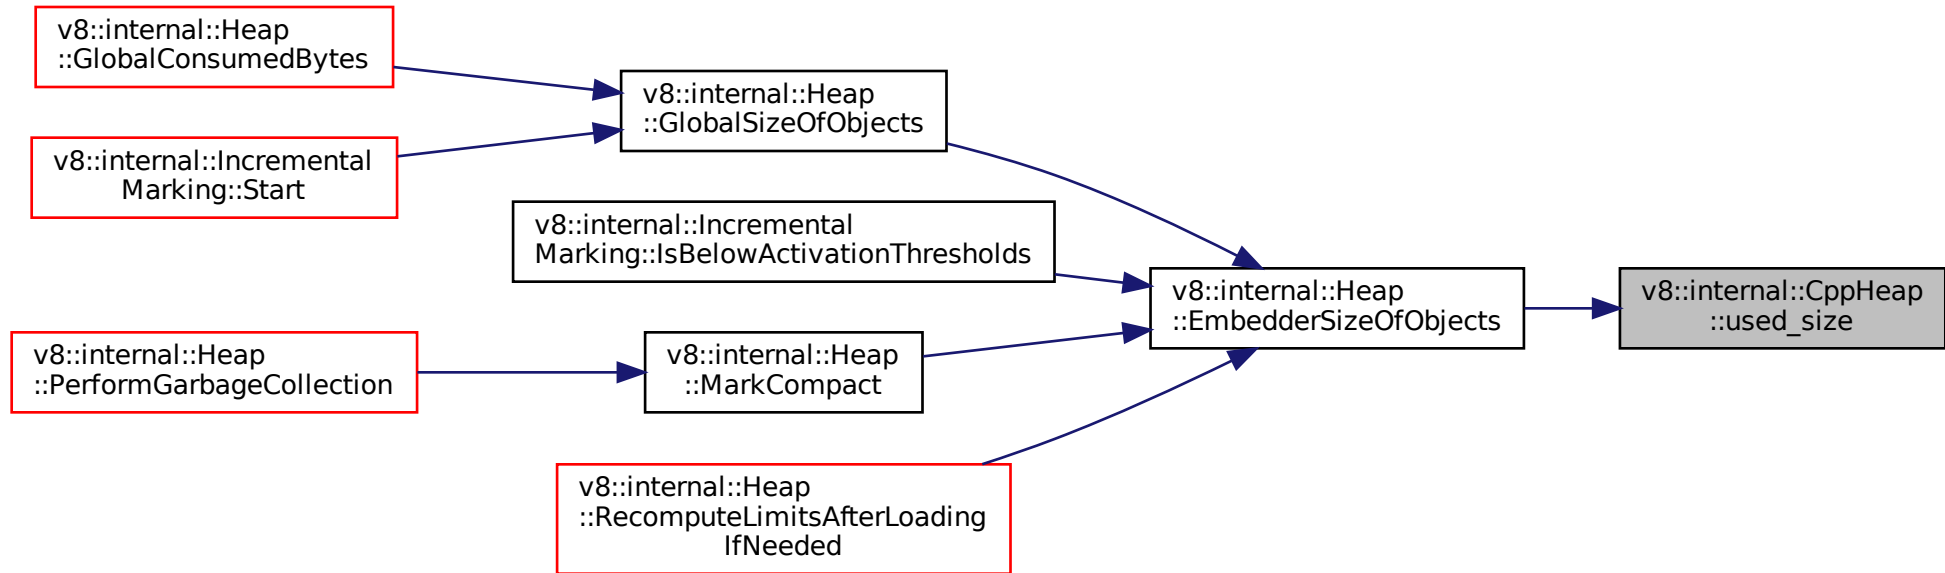 v8::internal::Heap
::GlobalConsumedBytes
v8::internal::Incremental
Marking::Start
v8::internal::Heap
::GlobalSizeOfObjects
v8::internal::Incremental
Marking::IsBelowActivationThresholds
v8::internal::Heap
::PerformGarbageCollection
v8::internal::Heap
::MarkCompact
v8::internal::Heap
::RecomputeLimitsAfterLoading
IfNeeded
v8::internal::Heap
::EmbedderSizeOfObjects
v8::internal::CppHeap
::used_size